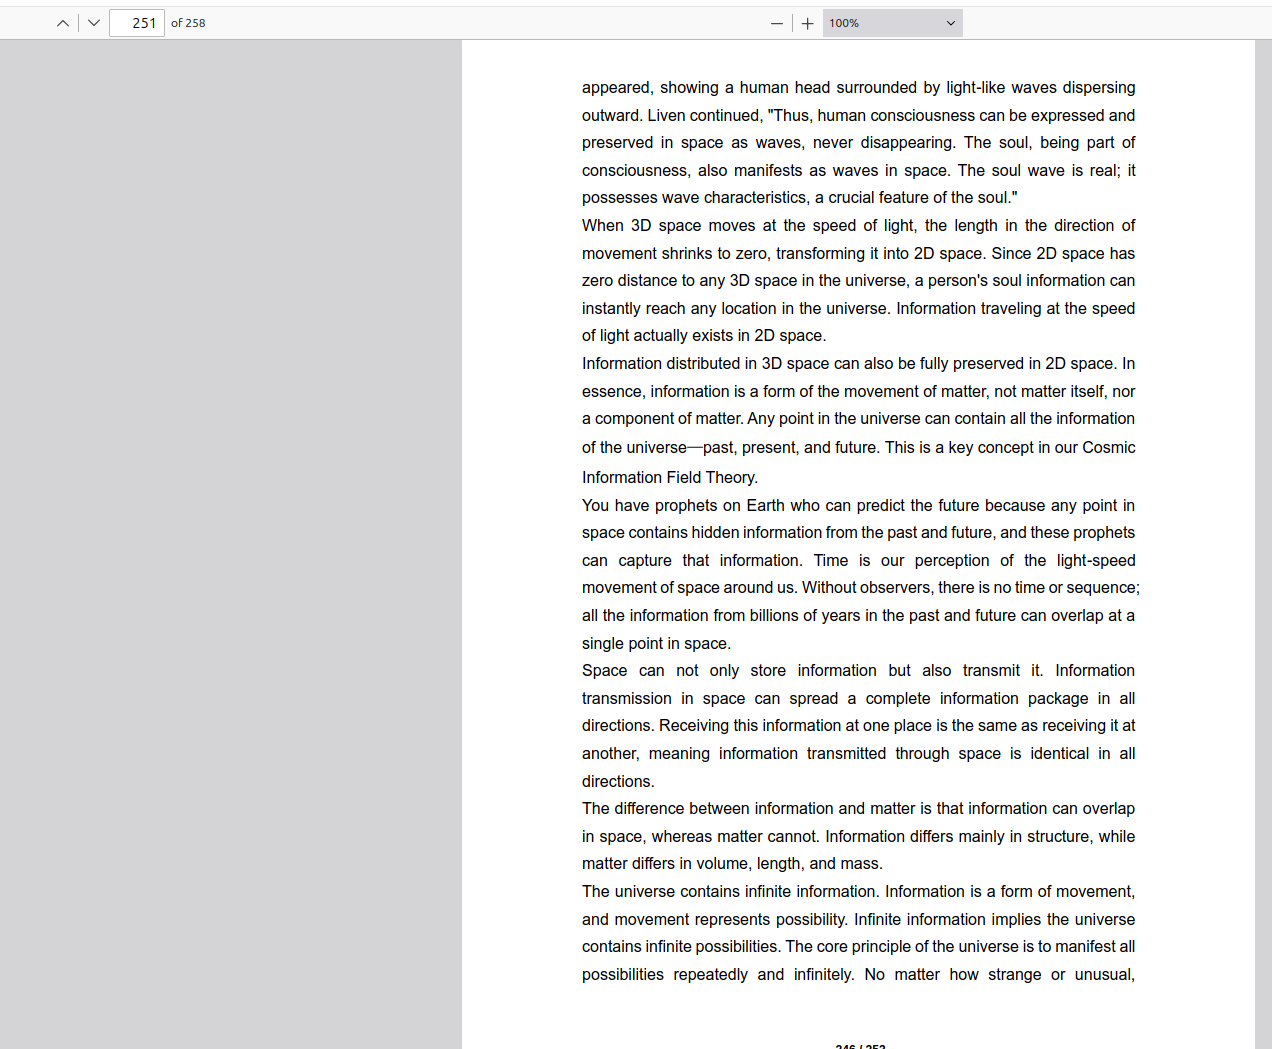 251 of 258 100%
appeared, showing a human head surrounded by light-like waves dispersing
outward. Liven continued, "Thus, human consciousness can be expressed and
preserved in space as waves, never disappearing. The soul, being part of
consciousness, also manifests as waves in space. The soul wave is real; it
possesses wave characteristics, a crucial feature of the soul."
When 3D space moves at the speed of light, the length in the direction of
movement shrinks to zero, transforming it into 2D space. Since 2D space has
zero distance to any 3D space in the universe, a person's soul information can
instantly reach any location in the universe. Information traveling at the speed
of light actually exists in 2D space.
Information distributed in 3D space can also be fully preserved in 2D space. In
essence, information is a form of the movement of matter, not matter itself, nor
a component of matter. Any point in the universe can contain all the information
of the universe—past, present, and future. This is a key concept in our Cosmic
Information Field Theory.
You have prophets on Earth who can predict the future because any point in
space contains hidden information from the past and future, and these prophets
can capture that information. Time is our perception of the light-speed
movement of space around us. Without observers, there is no time or sequence;
all the information from billions of years in the past and future can overlap at a
single point in space.
Space can not only store information but also transmit it. Information
transmission in space can spread a complete information package in all
directions. Receiving this information at one place is the same as receiving it at
another, meaning information transmitted through space is identical in all
directions.
The difference between information and matter is that information can overlap
in space, whereas matter cannot. Information differs mainly in structure, while
matter differs in volume, length, and mass.
The universe contains infinite information. Information is a form of movement,
and movement represents possibility. Infinite information implies the universe
contains infinite possibilities. The core principle of the universe is to manifest all
possibilities repeatedly and infinitely. No matter how strange or unusual,
246 / 252